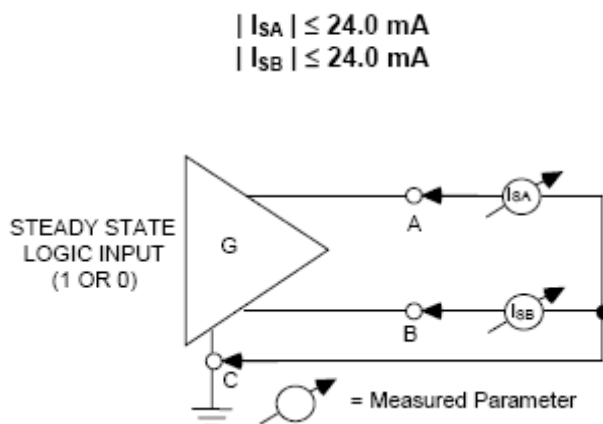 | ISA | ≤ 24.0 mA
| ISB | ≤ 24.0 mA
STEADY STATE
LOGIC INPUT
(1 OR 0)
G
ISA
A
ISB
B
C
= Measured Parameter